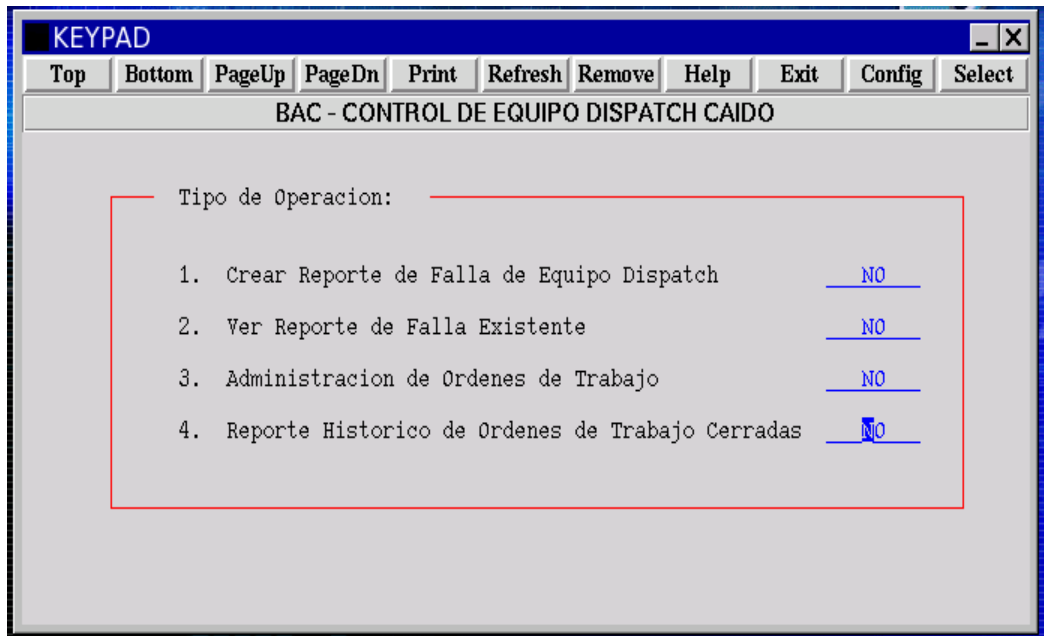 KEYPAD
Top Bottom PageUp PageDn Print Refresh Remove Help Exit Config Select
BAC - CONTROL DE EQUIPO DISPATCH CAIDO
Tipo de Operacion:
1. Crear Reporte de Falla de Equipo Dispatch NO
2. Ver Reporte de Falla Existente NO
3. Administracion de Ordenes de Trabajo NO
4. Reporte Historico de Ordenes de Trabajo Cerradas NO